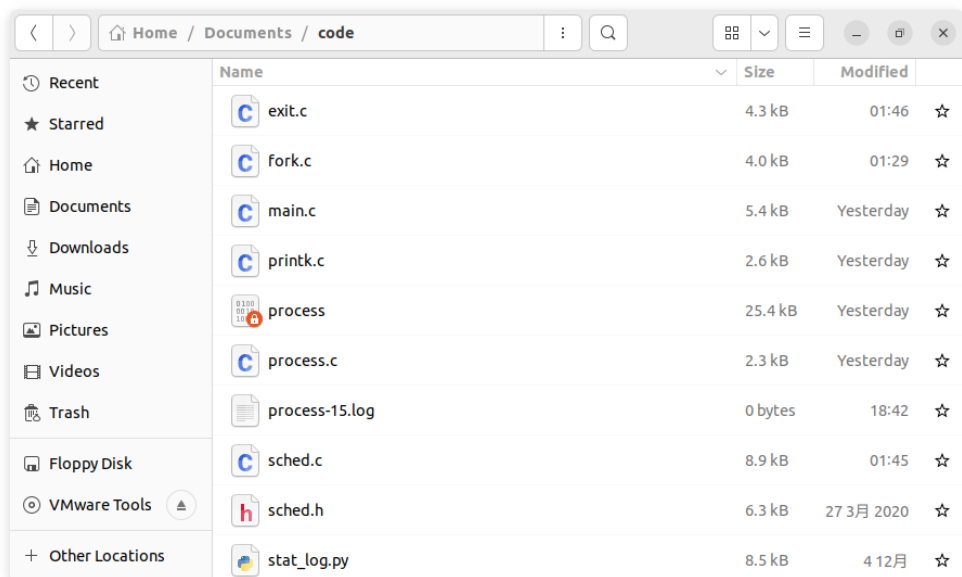 Home / Documents / code
Recent
Starred
Home
Documents
Downloads
Music
Pictures
Videos
Trash
Floppy Disk
VMware Tools
+ Other Locations
Name Size Modified
exit.c 4.3 kB 01:46
fork.c 4.0 kB 01:29
main.c 5.4 kB Yesterday
printk.c 2.6 kB Yesterday
process 25.4 kB Yesterday
process.c 2.3 kB Yesterday
process-15.log 0 bytes 18:42
sched.c 8.9 kB 01:45
sched.h 6.3 kB 27 3月 2020
stat_log.py 8.5 kB 4 12月